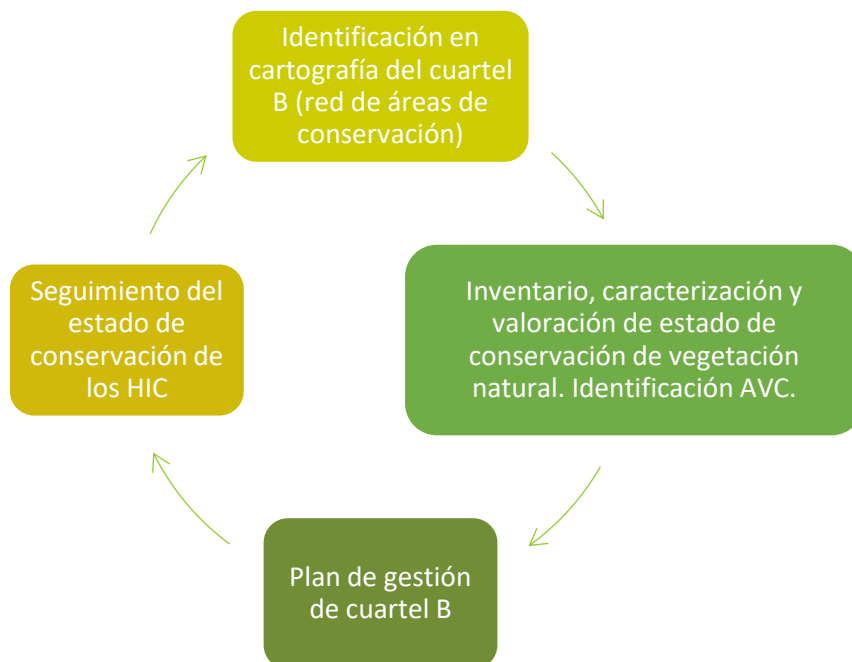 Identificación en
cartografía del cuartel
B (red de áreas de
conservación)
Inventario, caracterización y
valoración de estado de
conservación de vegetación
natural. Identificación AVC.
Plan de gestión
de cuartel B
Seguimiento del
estado de
conservación de
los HIC